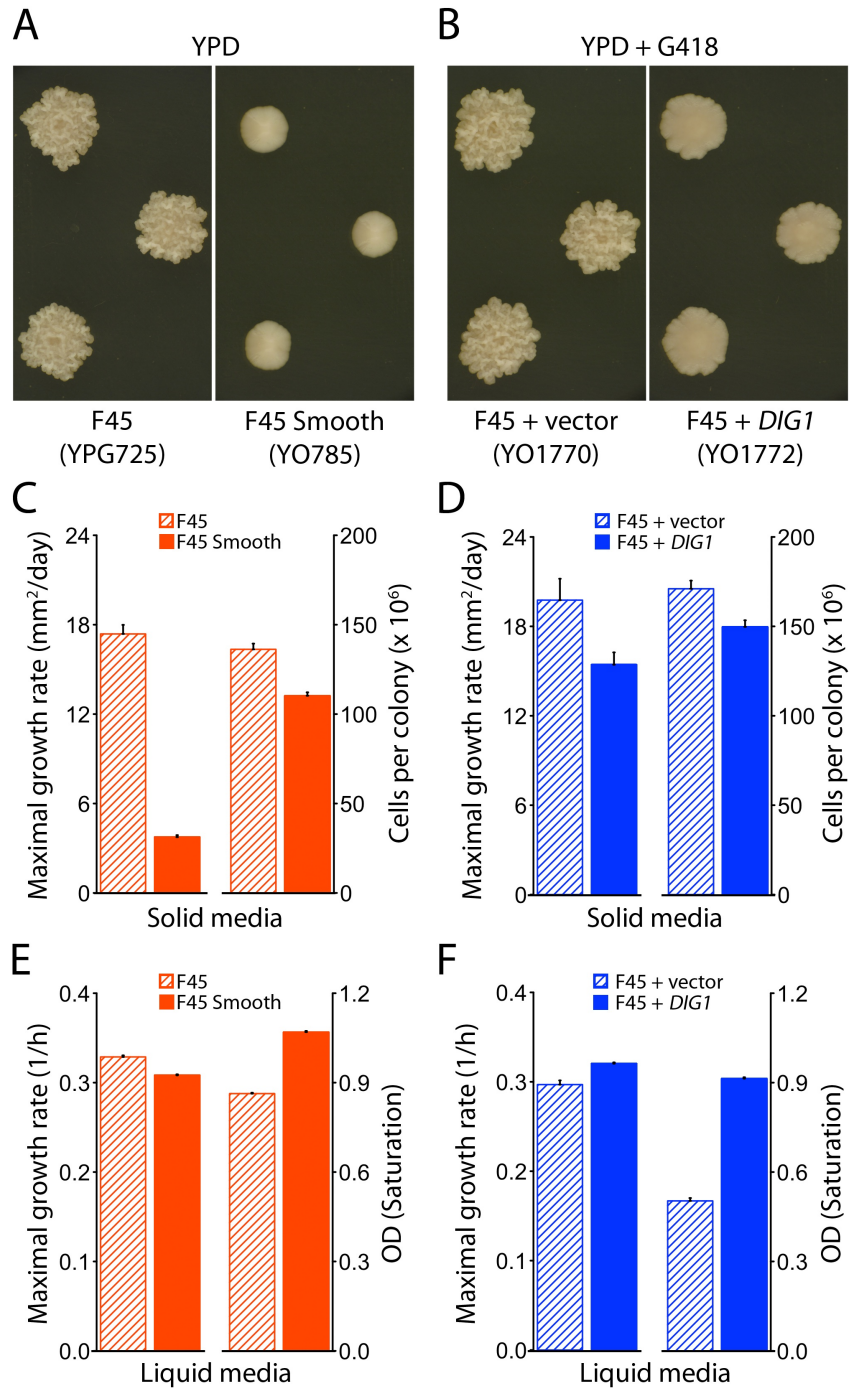 A
B
YPD
YPD + G418
F45
(YPG725)
F45 Smooth
(YO785)
F45 + vector
(YO1770)
F45 + DIG1
(YO1772)
C
F45
F45 Smooth
Maximal growth rate (mm²/day)
24
18
12
6
0
200
150
100
50
0
Cells per colony (x 10⁶)
Solid media
D
F45 + vector
F45 + DIG1
Maximal growth rate (mm²/day)
24
18
12
6
0
200
150
100
50
0
Cells per colony (x 10⁶)
Solid media
E
F45
F45 Smooth
Maximal growth rate (1/h)
0.4
0.3
0.2
0.1
0.0
1.2
0.9
0.6
0.3
0.0
OD (Saturation)
Liquid media
F
F45 + vector
F45 + DIG1
Maximal growth rate (1/h)
0.4
0.3
0.2
0.1
0.0
1.2
0.9
0.6
0.3
0.0
OD (Saturation)
Liquid media